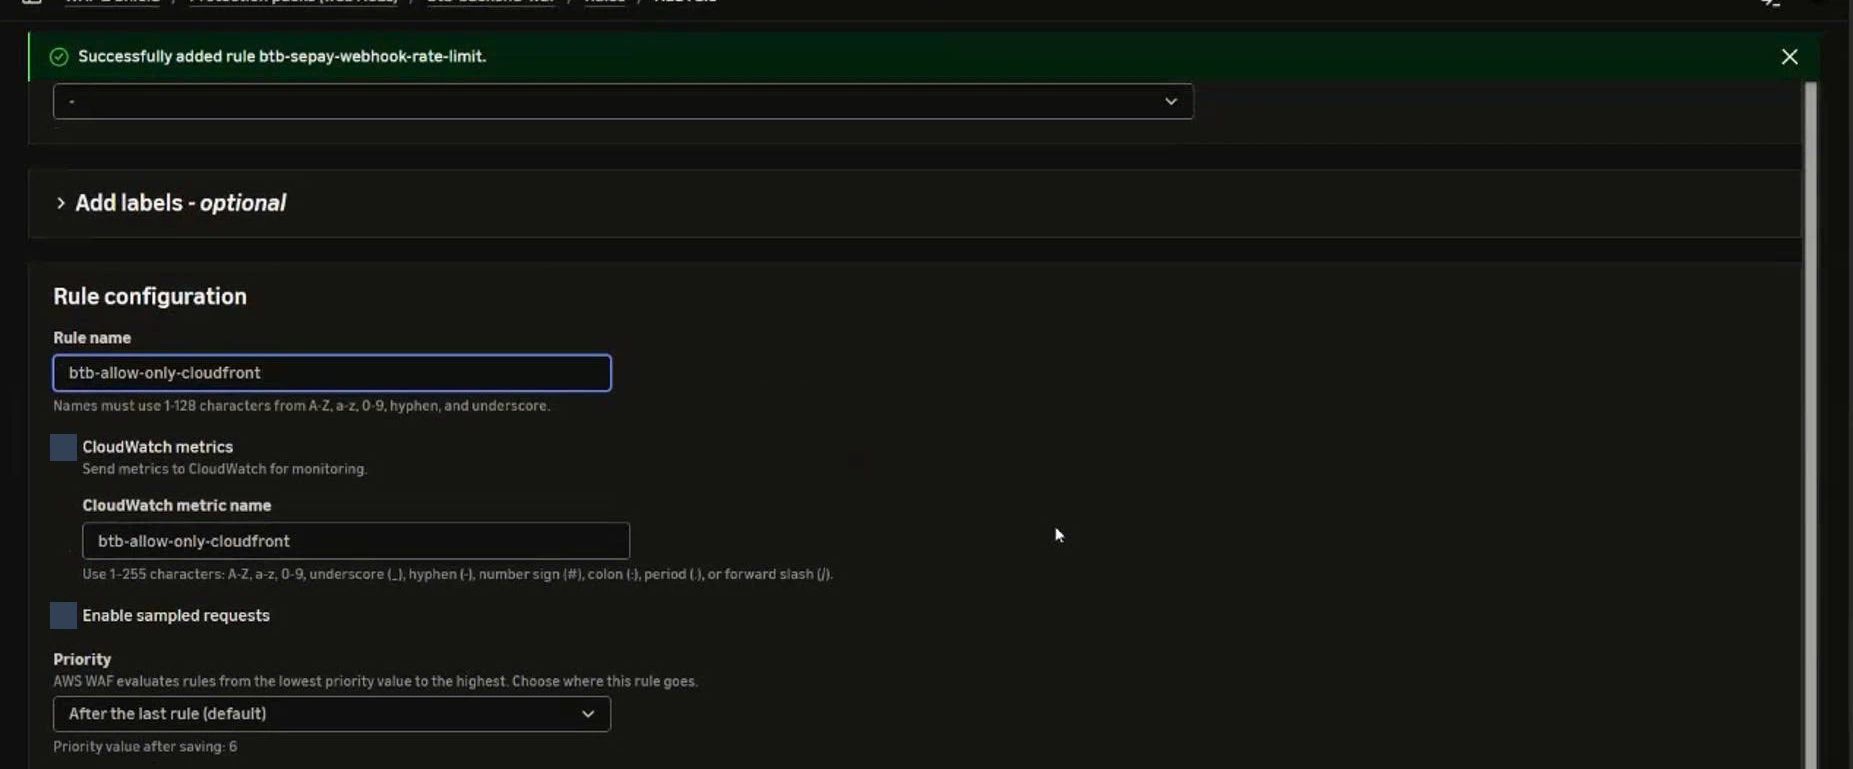 Successfully added rule btb-sepay-webhook-rate-limit.
-
Add labels - optional
Rule configuration
Rule name
btb-allow-only-cloudfront
Names must use 1-128 characters from A-Z, a-z, 0-9, hyphen, and underscore.
CloudWatch metrics
Send metrics to CloudWatch for monitoring.
CloudWatch metric name
btb-allow-only-cloudfront
Use 1-255 characters: A-Z, a-z, 0-9, underscore (_), hyphen (-), number sign (#), colon (:), period (.), or forward slash (/).
Enable sampled requests
Priority
AWS WAF evaluates rules from the lowest priority value to the highest. Choose where this rule goes.
After the last rule (default)
Priority value after saving: 6